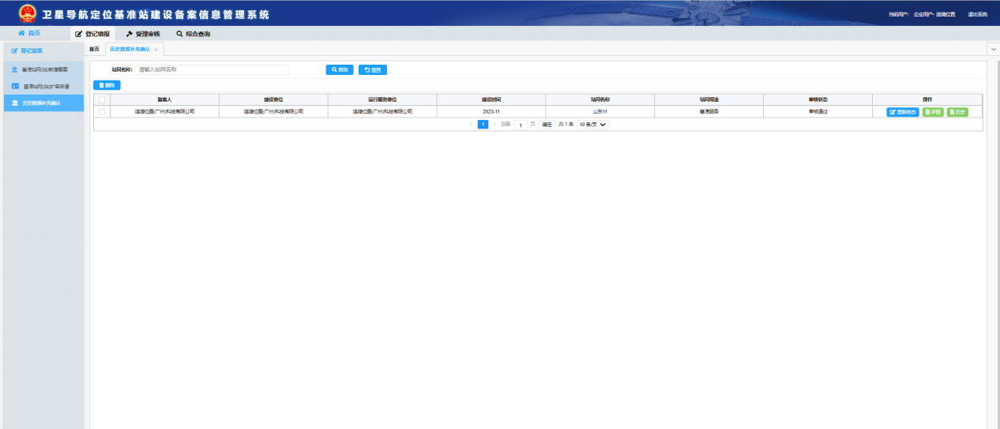 卫星导航定位基准站建设备案信息管理系统
当前用户: 企业用户- 涟漪位置 退出系统
首页 登记填报 受理审核 综合查询
登记填报
首页 历史数据补充确认 ×
基准站网(站)新增备案
基准站网(站)扩容申请
历史数据补充确认
站网名称: 请输入站网名称 查询 重置
删除
备案人 建设单位 运行服务单位 建设时间 站网名称 站网用途 审核状态 操作
涟漪位置(广州)科技有限公司 涟漪位置(广州)科技有限公司 涟漪位置(广州)科技有限公司 2023-11 山东11 基准服务 审核通过 重新修改 详情 历史
< 1 > 到第 1 页 确定 共 1 条 10 条/页